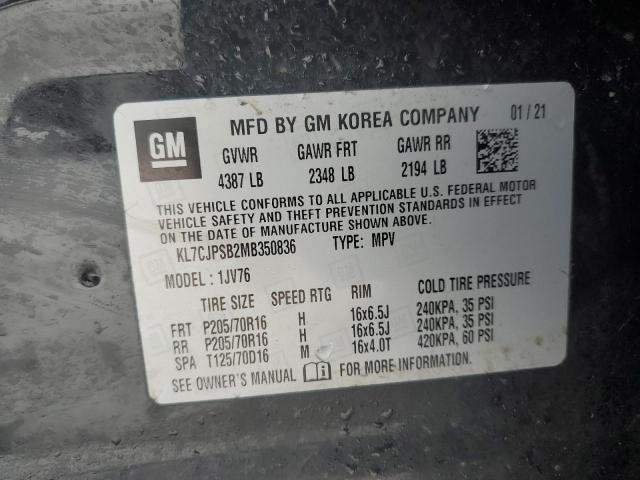 GM
MFD BY GM KOREA COMPANY 01 / 21
GVWR GAWR FRT GAWR RR
4387 LB 2348 LB 2194 LB
THIS VEHICLE CONFORMS TO ALL APPLICABLE U.S. FEDERAL MOTOR
VEHICLE SAFETY AND THEFT PREVENTION STANDARDS IN EFFECT
ON THE DATE OF MANUFACTURE SHOWN ABOVE.
KL7CJPSB2MB350836 TYPE: MPV
MODEL : 1JV76
TIRE SIZE SPEED RTG RIM COLD TIRE PRESSURE
FRT P205/70R16 H 16x6.5J 240KPA, 35 PSI
RR P205/70R16 H 16x6.5J 240KPA, 35 PSI
SPA T125/70D16 M 16x4.0T 420KPA, 60 PSI
SEE OWNER'S MANUAL FOR MORE INFORMATION.